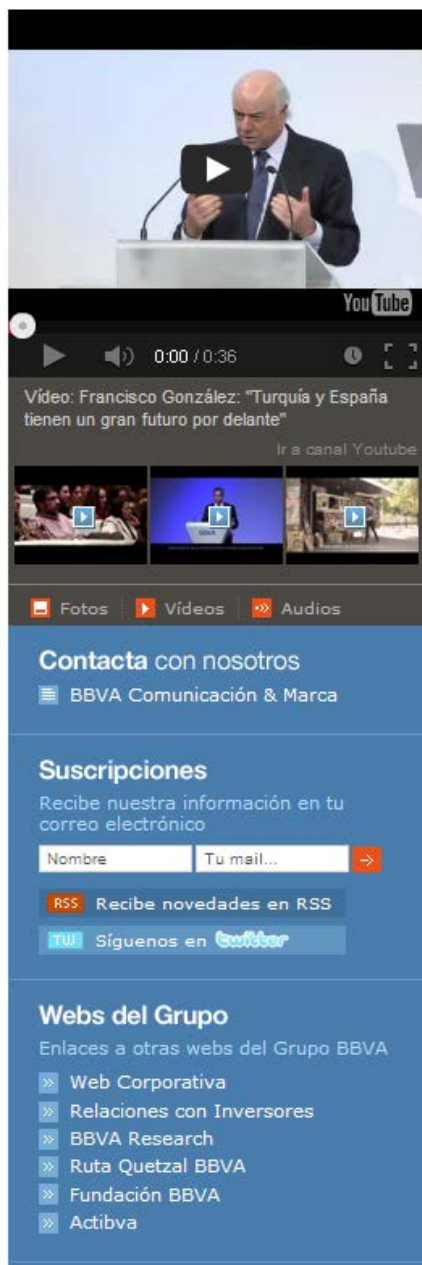 YouTube
0:00 / 0:36
Vídeo: Francisco González: "Turquía y España
tienen un gran futuro por delante"
Ir a canal Youtube
BBVA
Fotos
Vídeos
Audios
Contacta con nosotros
BBVA Comunicación & Marca
Suscripciones
Recibe nuestra información en tu
correo electrónico
Nombre
Tu mail...
RSS Recibe novedades en RSS
TW Síguenos en twitter
Webs del Grupo
Enlaces a otras webs del Grupo BBVA
Web Corporativa
Relaciones con Inversores
BBVA Research
Ruta Quetzal BBVA
Fundación BBVA
Actibva